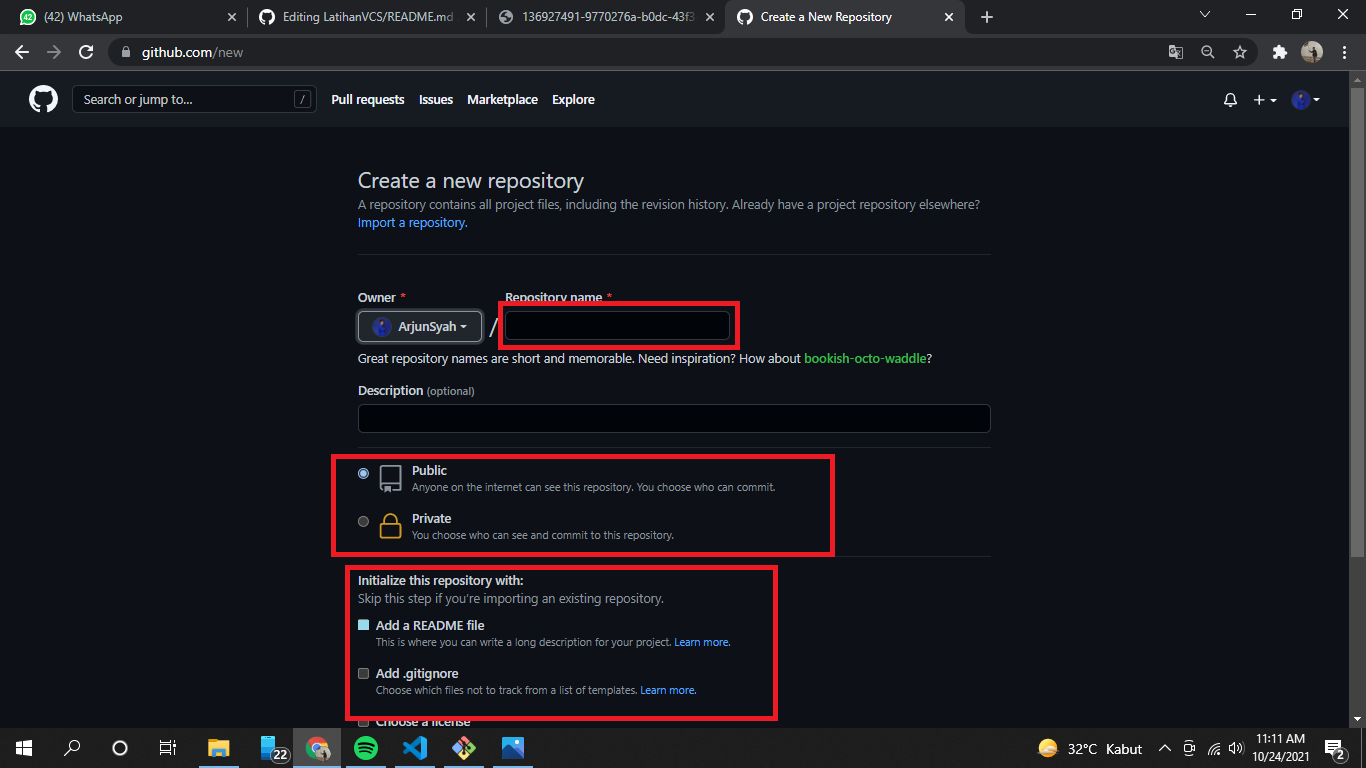 (42) WhatsApp
Editing LatihanVCS/README.md
136927491-9770276a-b0dc-43f3
Create a New Repository
github.com/new
Search or jump to...
/
Pull requests
Issues
Marketplace
Explore
Create a new repository
A repository contains all project files, including the revision history. Already have a project repository elsewhere?
Import a repository.
Owner *
Repository name *
ArjunSyah
/
Great repository names are short and memorable. Need inspiration? How about bookish-octo-waddle?
Description (optional)
Public
Anyone on the internet can see this repository. You choose who can commit.
Private
You choose who can see and commit to this repository.
Initialize this repository with:
Skip this step if you're importing an existing repository.
Add a README file
This is where you can write a long description for your project. Learn more.
Add .gitignore
Choose which files not to track from a list of templates. Learn more.
Choose a license
22
32°C Kabut
11:11 AM
10/24/2021
2